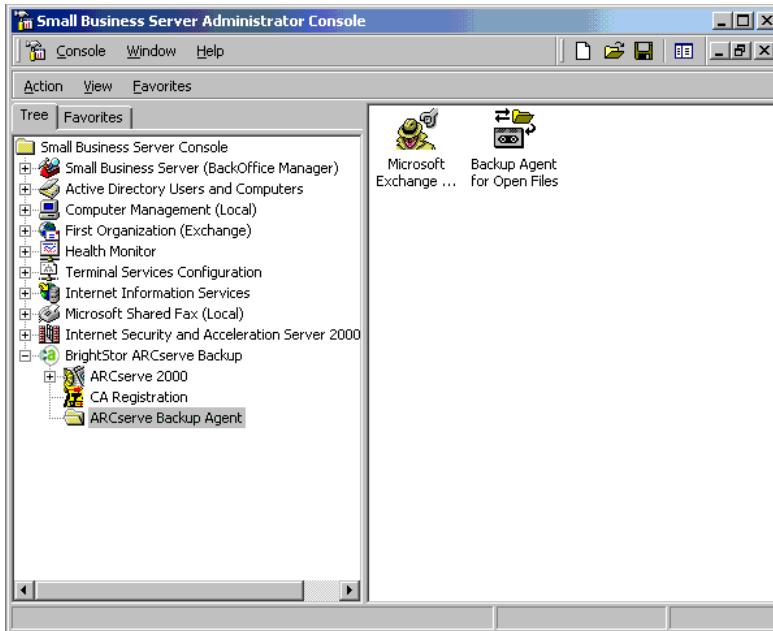 Small Business Server Administrator Console
Console Window Help
Action View Favorites
Tree Favorites
Small Business Server Console
Small Business Server (BackOffice Manager)
Active Directory Users and Computers
Computer Management (Local)
First Organization (Exchange)
Health Monitor
Terminal Services Configuration
Internet Information Services
Microsoft Shared Fax (Local)
Internet Security and Acceleration Server 2000
BrightStor ARCserve Backup
ARCserve 2000
CA Registration
ARCserve Backup Agent
Microsoft
Exchange ...
Backup Agent
for Open Files